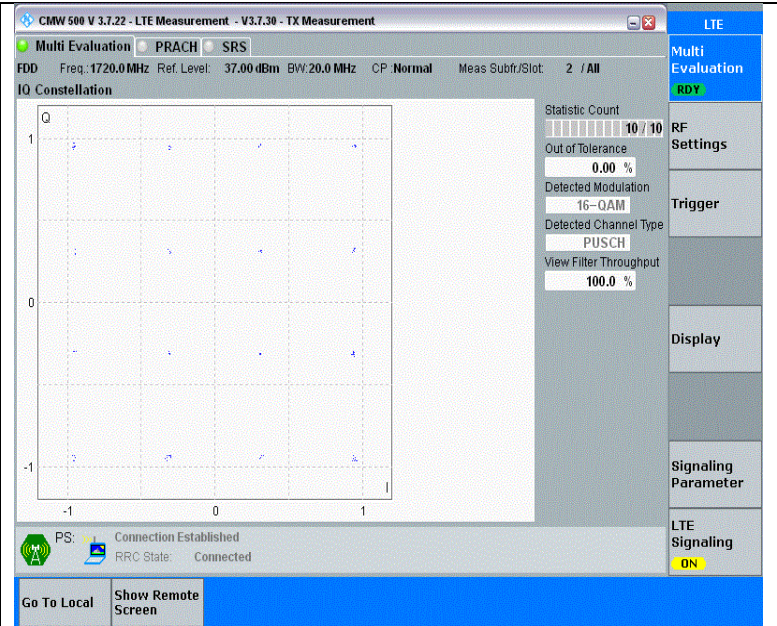 CMW 500 V 3.7.22 - LTE Measurement - V3.7.30 - TX Measurement
LTE
Multi Evaluation PRACH SRS
Multi
Evaluation
RDY
FDD Freq.: 1720.0 MHz Ref. Level: 37.00 dBm BW: 20.0 MHz CP : Normal Meas Subfr./Slot: 2 / All
IQ Constellation
Q
1
0
-1
-1 0 1
I
Statistic Count
10 / 10
Out of Tolerance
0.00 %
Detected Modulation
16-QAM
Detected Channel Type
PUSCH
View Filter Throughput
100.0 %
RF
Settings
Trigger
Display
Signaling
Parameter
LTE
Signaling
ON
PS: Connection Established
RRC State: Connected
Go To Local
Show Remote
Screen